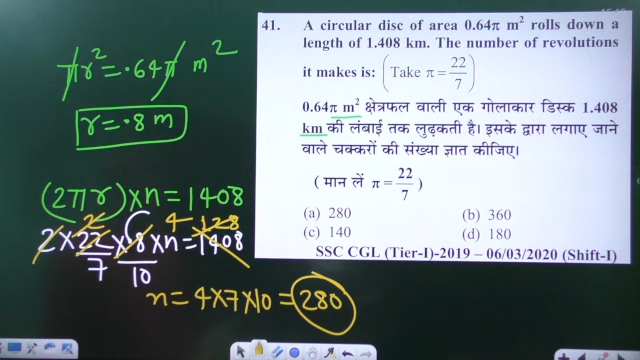 πr² = .64π m²
r = .8 m
(2πr) × n = 1408
2 4 128
2 × 22/7 × 8/10 × n = 1408
n = 4 × 7 × 10 = 280
41. A circular disc of area 0.64π m² rolls down a
length of 1.408 km. The number of revolutions
it makes is: (Take π = 22/7)
0.64π m² क्षेत्रफल वाली एक गोलाकार डिस्क 1.408
km की लंबाई तक लुढ़कती है। इसके द्वारा लगाए जाने
वाले चक्करों की संख्या ज्ञात कीजिए।
( मान लें π = 22/7 )
(a) 280 (b) 360
(c) 140 (d) 180
SSC CGL (Tier-I)-2019 – 06/03/2020 (Shift-I)